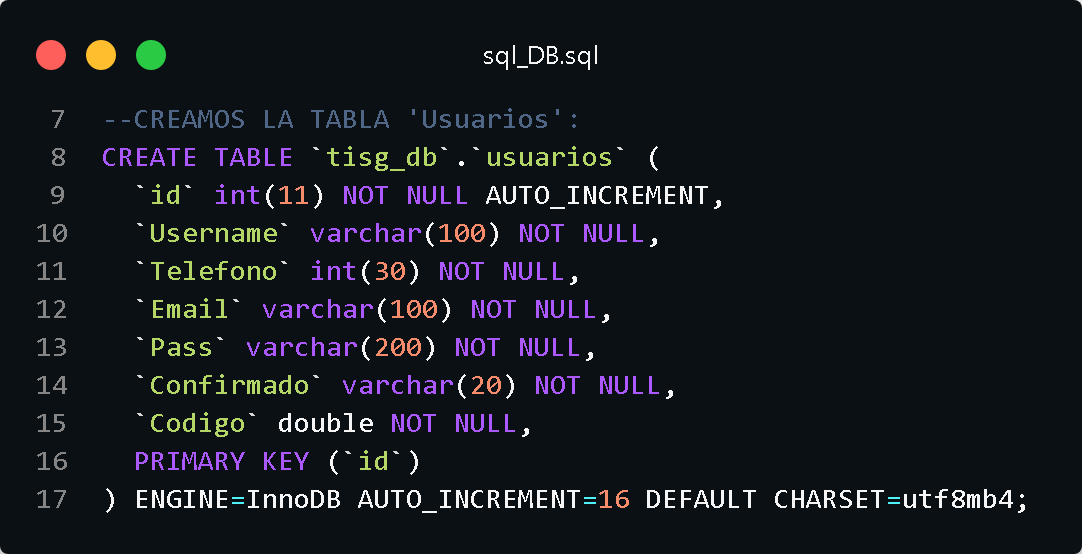 sql_DB.sql
7 --CREAMOS LA TABLA 'Usuarios':
8 CREATE TABLE `tisg_db`.`usuarios` (
9 `id` int(11) NOT NULL AUTO_INCREMENT,
10 `Username` varchar(100) NOT NULL,
11 `Telefono` int(30) NOT NULL,
12 `Email` varchar(100) NOT NULL,
13 `Pass` varchar(200) NOT NULL,
14 `Confirmado` varchar(20) NOT NULL,
15 `Codigo` double NOT NULL,
16 PRIMARY KEY (`id`)
17 ) ENGINE=InnoDB AUTO_INCREMENT=16 DEFAULT CHARSET=utf8mb4;